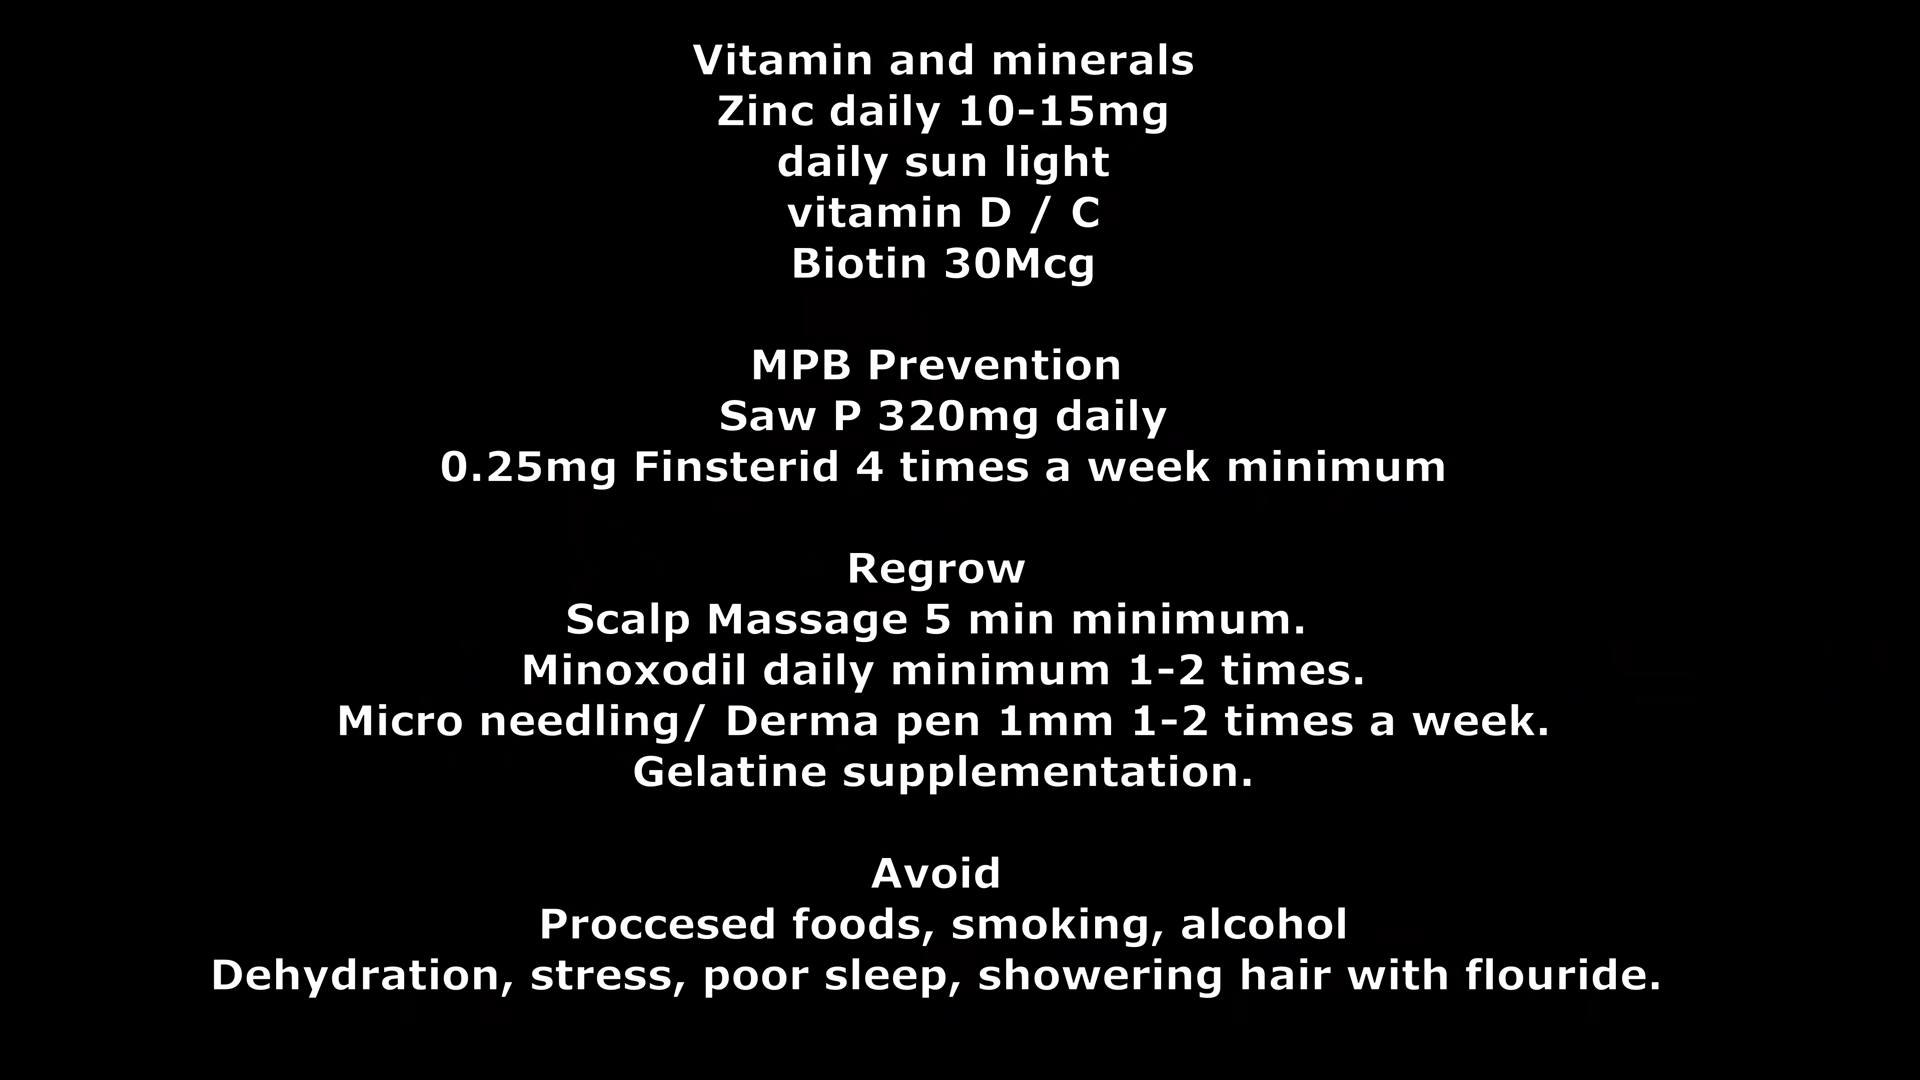 Vitamin and minerals
Zinc daily 10-15mg
daily sun light
vitamin D / C
Biotin 30Mcg
MPB Prevention
Saw P 320mg daily
0.25mg Finsterid 4 times a week minimum
Regrow
Scalp Massage 5 min minimum.
Minoxodil daily minimum 1-2 times.
Micro needling/ Derma pen 1mm 1-2 times a week.
Gelatine supplementation.
Avoid
Proccesed foods, smoking, alcohol
Dehydration, stress, poor sleep, showering hair with flouride.